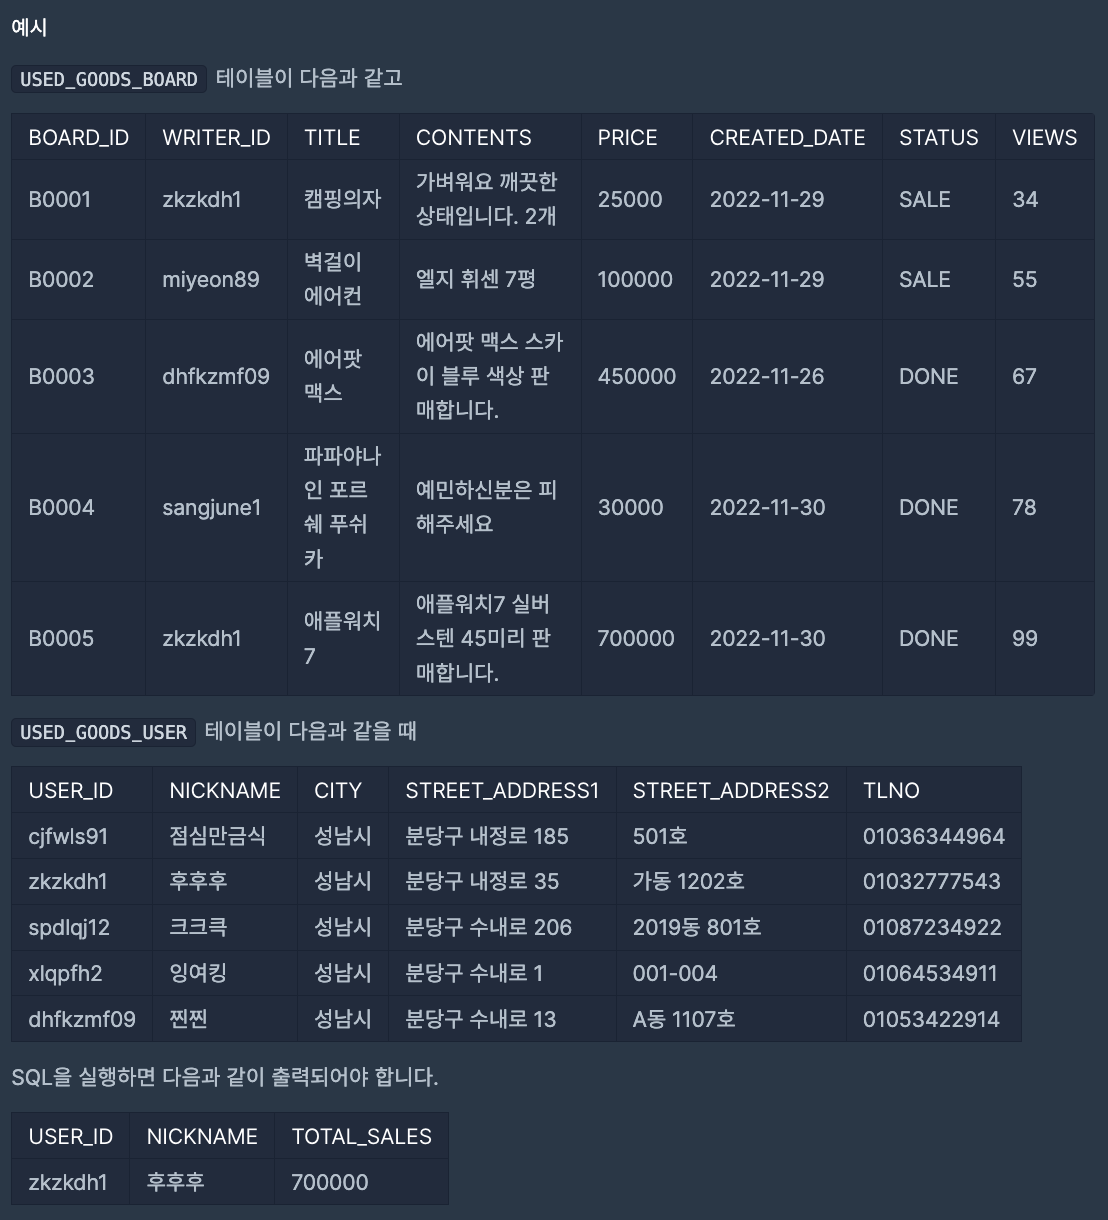 예시
USED_GOODS_BOARD 테이블이 다음과 같고
BOARD_ID WRITER_ID TITLE CONTENTS PRICE CREATED_DATE STATUS VIEWS
B0001 zkzkdh1 캠핑의자 가벼워요 깨끗한
상태입니다. 2개 25000 2022-11-29 SALE 34
B0002 miyeon89 벽걸이
에어컨 엘지 휘센 7평 100000 2022-11-29 SALE 55
B0003 dhfkzmf09 에어팟
맥스 에어팟 맥스 스카
이 블루 색상 판
매합니다. 450000 2022-11-26 DONE 67
B0004 sangjune1 파파야나
인 포르
쉐 푸쉬
카 예민하신분은 피
해주세요 30000 2022-11-30 DONE 78
B0005 zkzkdh1 애플워치
7 애플워치7 실버
스텐 45미리 판
매합니다. 700000 2022-11-30 DONE 99
USED_GOODS_USER 테이블이 다음과 같을 때
USER_ID NICKNAME CITY STREET_ADDRESS1 STREET_ADDRESS2 TLNO
cjfwls91 점심만금식 성남시 분당구 내정로 185 501호 01036344964
zkzkdh1 후후후 성남시 분당구 내정로 35 가동 1202호 01032777543
spdlqj12 크크큭 성남시 분당구 수내로 206 2019동 801호 01087234922
xlqpfh2 잉여킹 성남시 분당구 수내로 1 001-004 01064534911
dhfkzmf09 찐찐 성남시 분당구 수내로 13 A동 1107호 01053422914
SQL을 실행하면 다음과 같이 출력되어야 합니다.
USER_ID NICKNAME TOTAL_SALES
zkzkdh1 후후후 700000